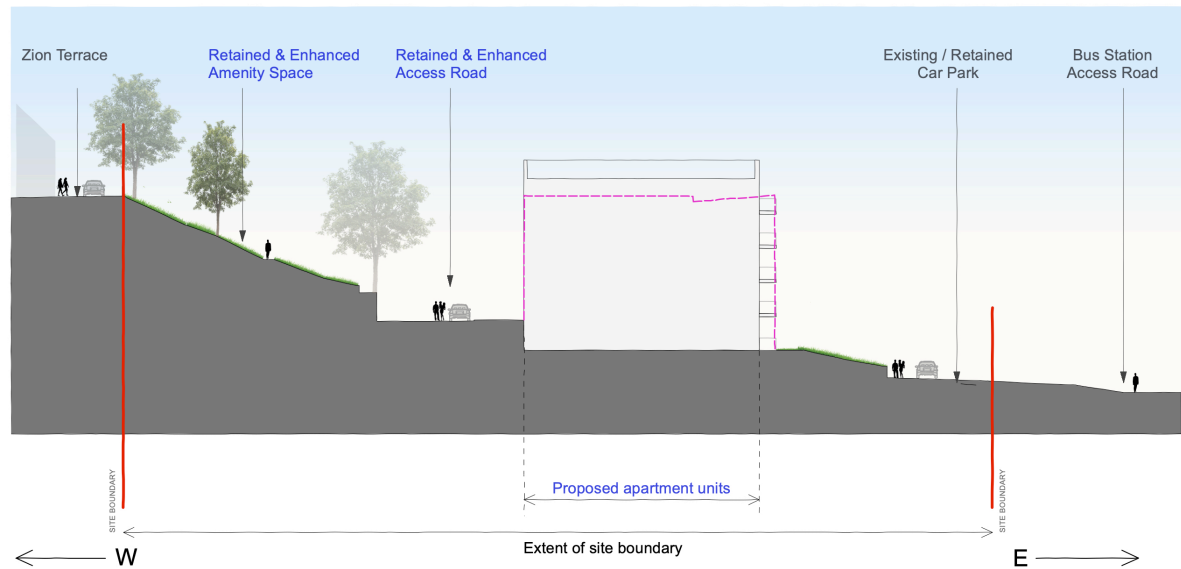 Zion Terrace
Retained & Enhanced
Amenity Space
Retained & Enhanced
Access Road
Existing / Retained
Car Park
Bus Station
Access Road
SITE BOUNDARY
Proposed apartment units
SITE BOUNDARY
Extent of site boundary
W
E